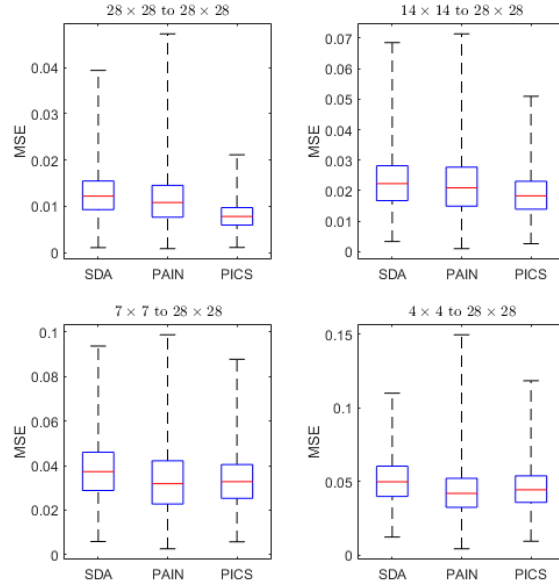 28 × 28 to 28 × 28
MSE
0.04
0.03
0.02
0.01
0
SDA PAIN PICS
14 × 14 to 28 × 28
MSE
0.07
0.06
0.05
0.04
0.03
0.02
0.01
0
SDA PAIN PICS
7 × 7 to 28 × 28
MSE
0.1
0.08
0.06
0.04
0.02
0
SDA PAIN PICS
4 × 4 to 28 × 28
MSE
0.15
0.1
0.05
0
SDA PAIN PICS